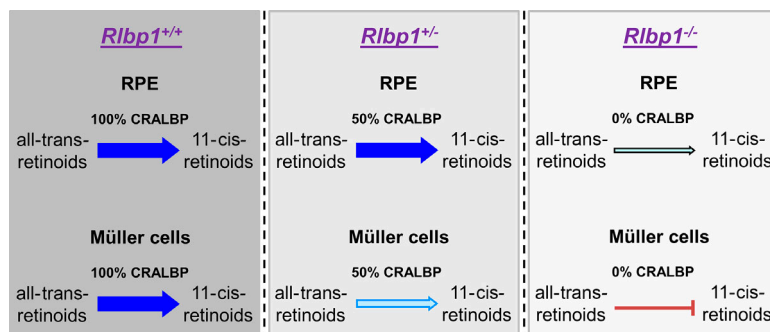 Rlbp1+/+
RPE
100% CRALBP
all-trans-
retinoids
11-cis-
retinoids
Müller cells
100% CRALBP
all-trans-
retinoids
11-cis-
retinoids
Rlbp1+/-
RPE
50% CRALBP
all-trans-
retinoids
11-cis-
retinoids
Müller cells
50% CRALBP
all-trans-
retinoids
11-cis-
retinoids
Rlbp1-/-
RPE
0% CRALBP
all-trans-
retinoids
11-cis-
retinoids
Müller cells
0% CRALBP
all-trans-
retinoids
11-cis-
retinoids